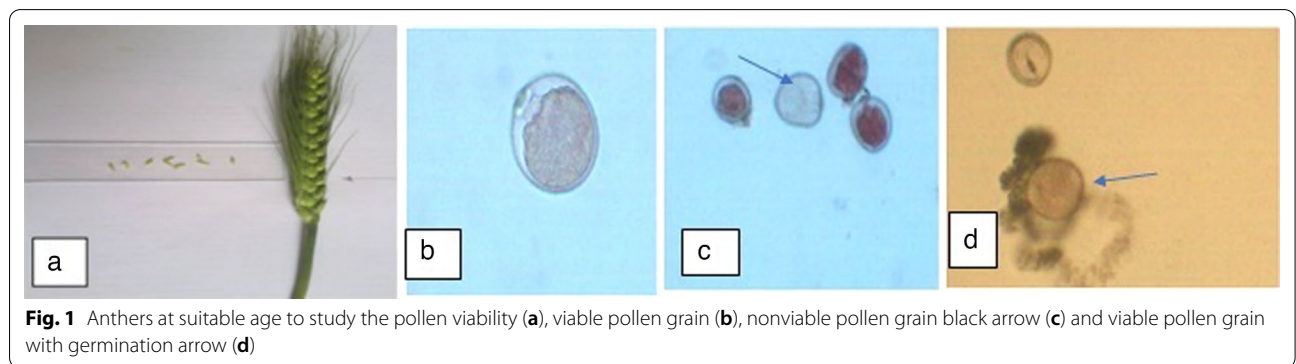 a
b
c
d
Fig. 1 Anthers at suitable age to study the pollen viability (a), viable pollen grain (b), nonviable pollen grain black arrow (c) and viable pollen grain
with germination arrow (d)